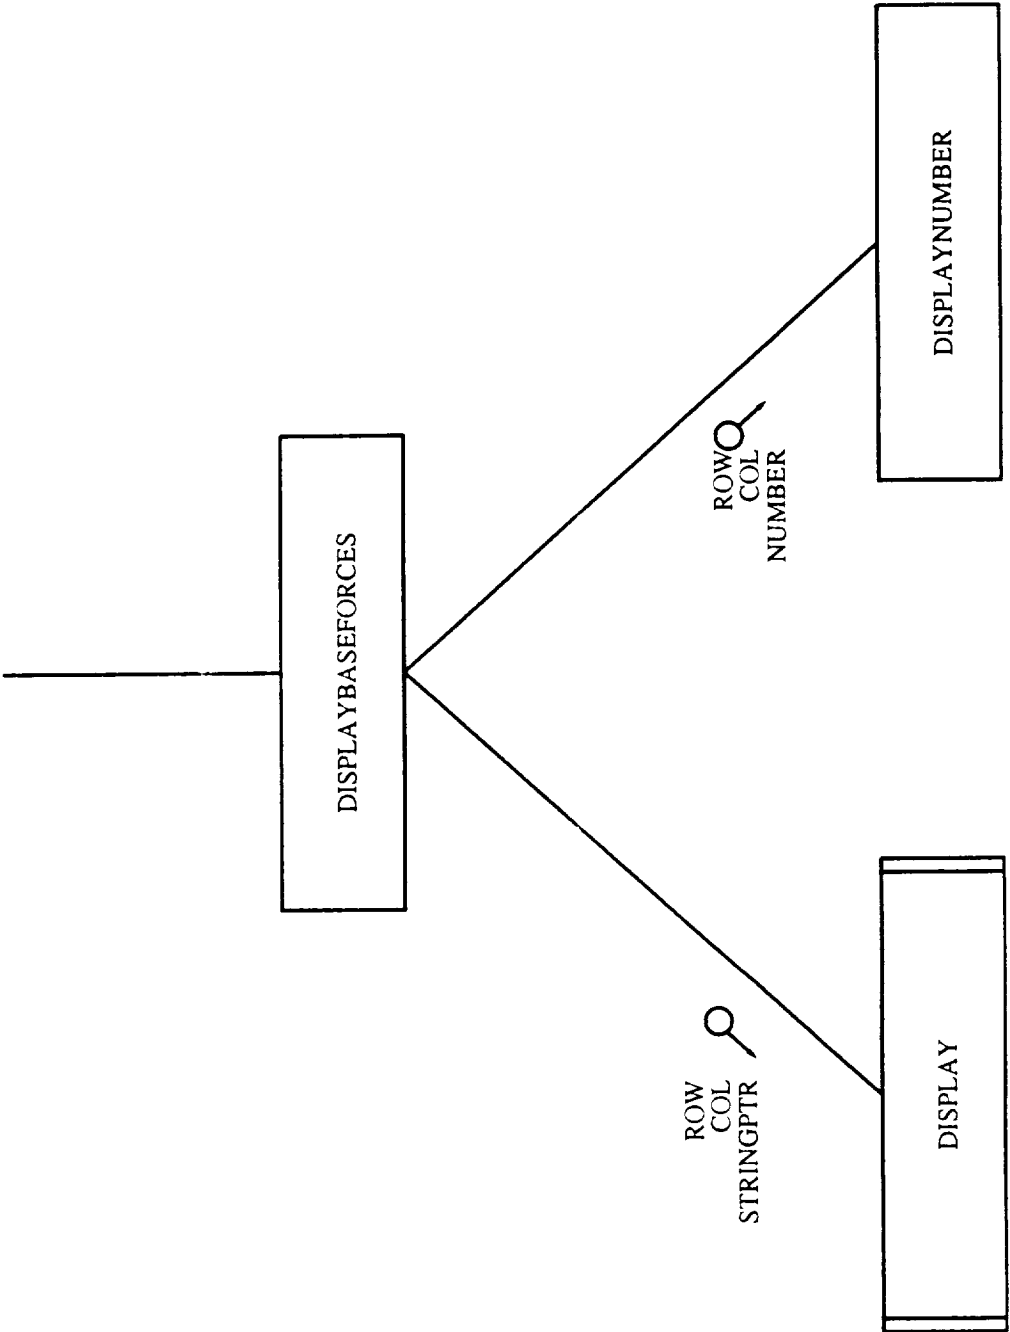 DISPLAYBASEFORCES
ROW
COL
STRINGPTR
ROW
COL
NUMBER
DISPLAY
DISPLAYNUMBER